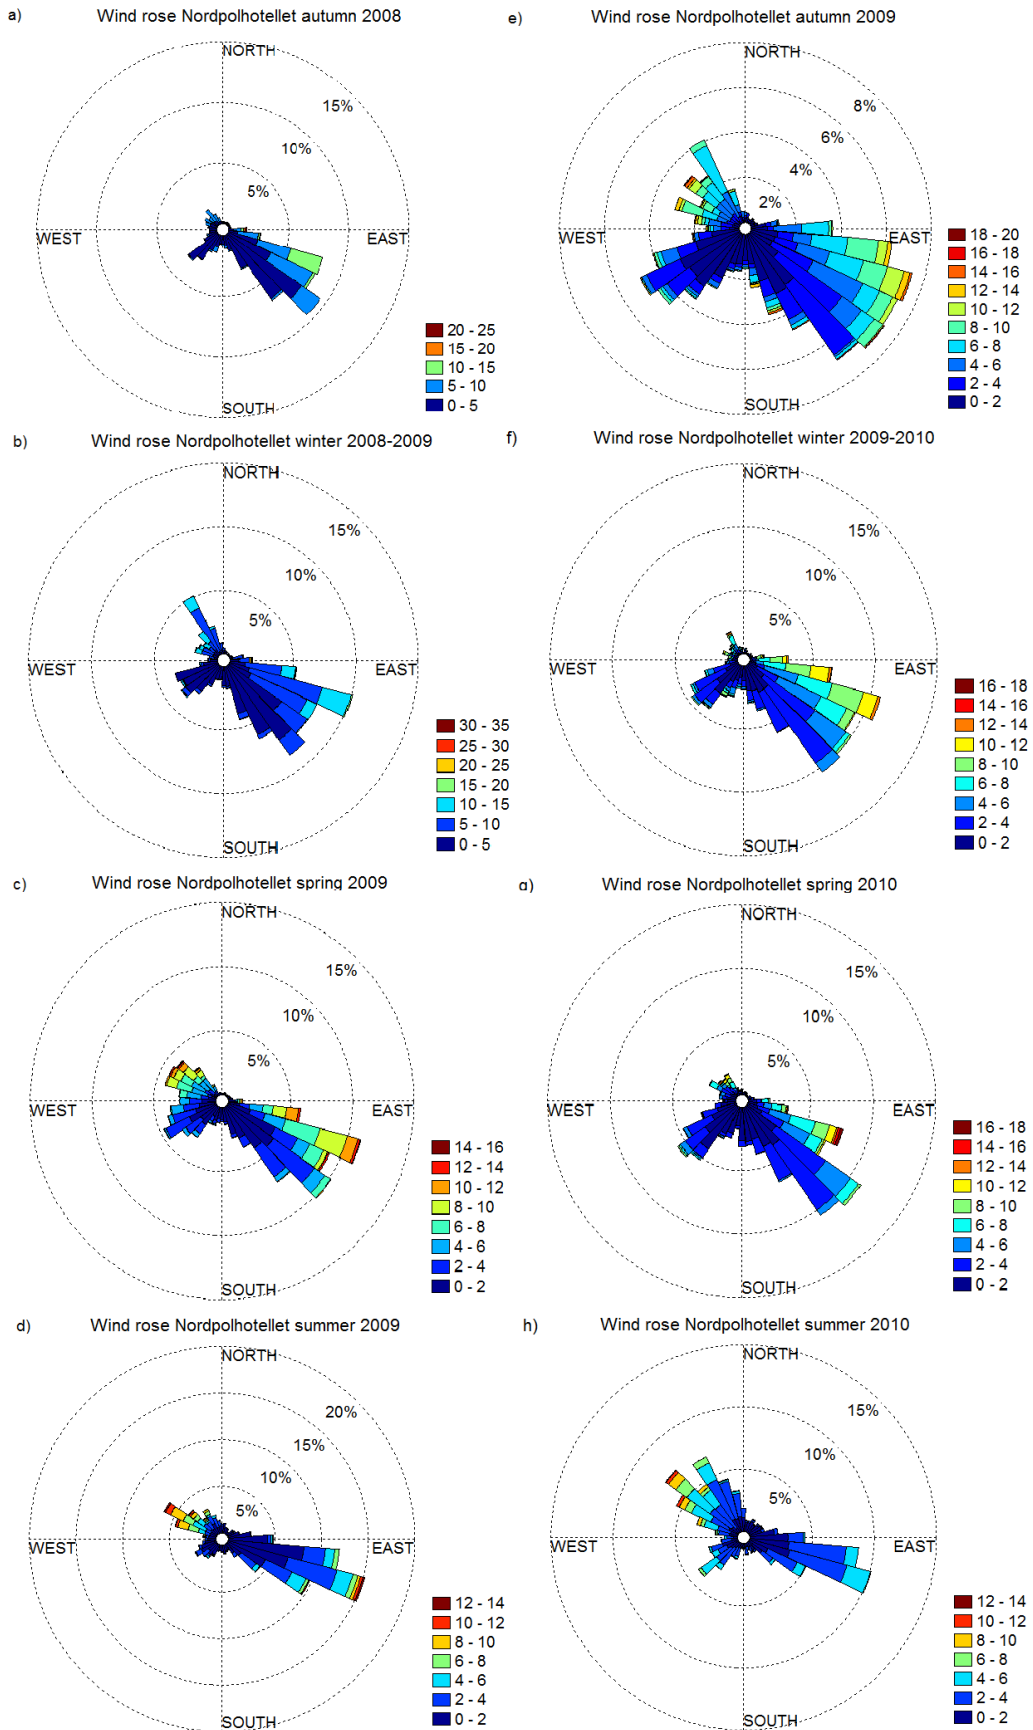 a) Wind rose Nordpolhotellet autumn 2008
NORTH
15%
10%
5%
WEST
EAST
SOUTH
20 - 25
15 - 20
10 - 15
5 - 10
0 - 5
b) Wind rose Nordpolhotellet winter 2008-2009
NORTH
15%
10%
5%
WEST
EAST
SOUTH
30 - 35
25 - 30
20 - 25
15 - 20
10 - 15
5 - 10
0 - 5
c) Wind rose Nordpolhotellet spring 2009
NORTH
15%
10%
5%
WEST
EAST
SOUTH
14 - 16
12 - 14
10 - 12
8 - 10
6 - 8
4 - 6
2 - 4
0 - 2
d) Wind rose Nordpolhotellet summer 2009
NORTH
20%
15%
10%
5%
WEST
EAST
SOUTH
12 - 14
10 - 12
8 - 10
6 - 8
4 - 6
2 - 4
0 - 2
e) Wind rose Nordpolhotellet autumn 2009
NORTH
8%
6%
4%
2%
WEST
EAST
SOUTH
18 - 20
16 - 18
14 - 16
12 - 14
10 - 12
8 - 10
6 - 8
4 - 6
2 - 4
0 - 2
f) Wind rose Nordpolhotellet winter 2009-2010
NORTH
15%
10%
5%
WEST
EAST
SOUTH
16 - 18
14 - 16
12 - 14
10 - 12
8 - 10
6 - 8
4 - 6
2 - 4
0 - 2
g) Wind rose Nordpolhotellet spring 2010
NORTH
15%
10%
5%
WEST
EAST
SOUTH
16 - 18
14 - 16
12 - 14
10 - 12
8 - 10
6 - 8
4 - 6
2 - 4
0 - 2
h) Wind rose Nordpolhotellet summer 2010
NORTH
15%
10%
5%
WEST
EAST
SOUTH
12 - 14
10 - 12
8 - 10
6 - 8
4 - 6
2 - 4
0 - 2